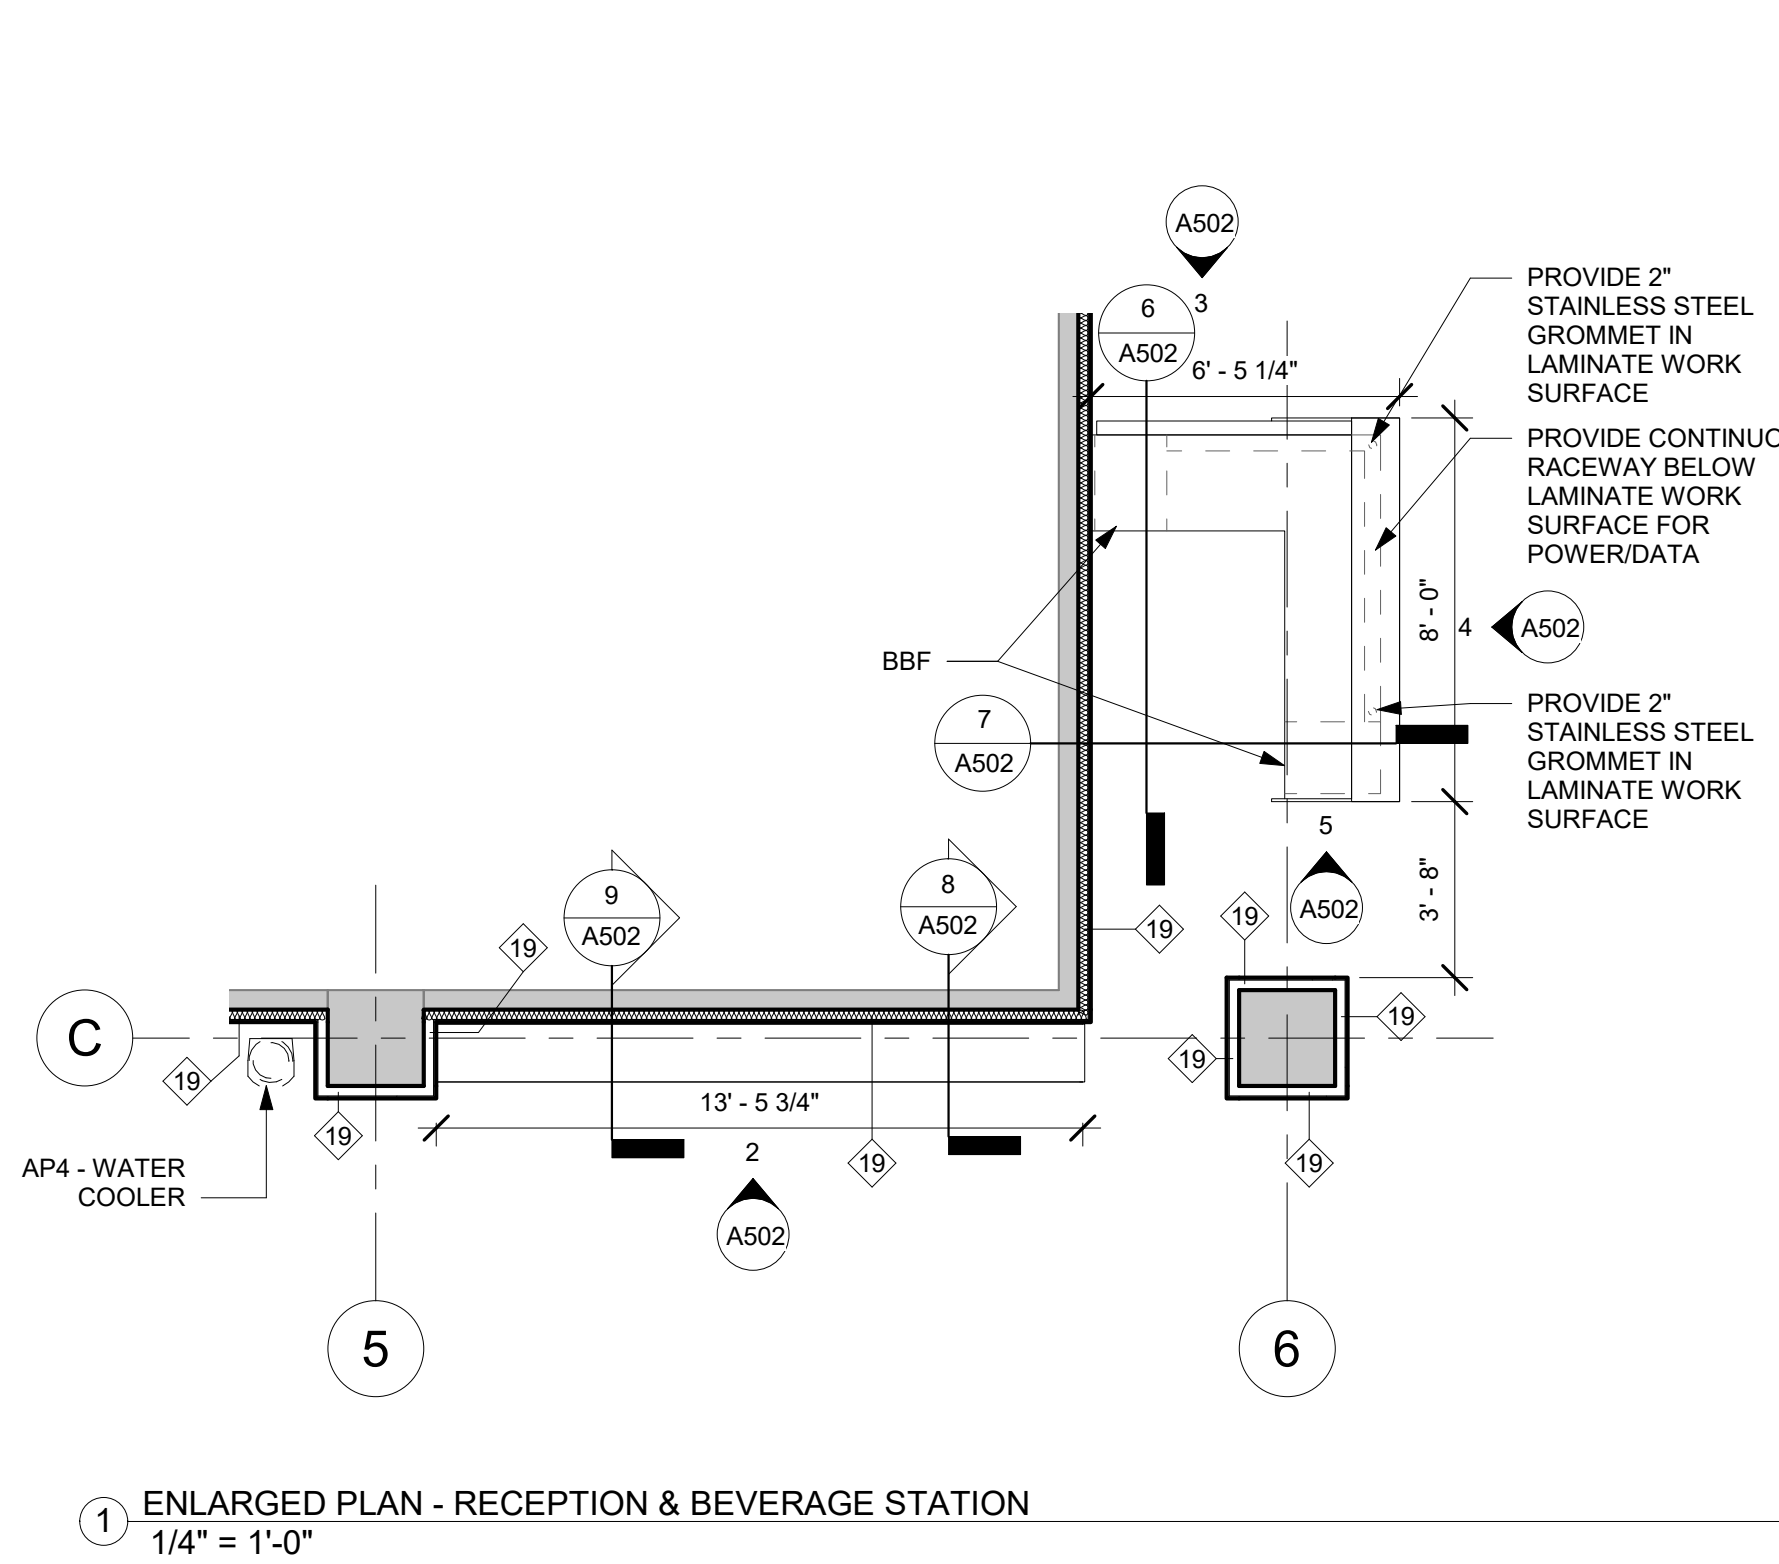 A502
3
6
A502
6' - 5 1/4"
PROVIDE 2"
STAINLESS STEEL
GROMMET IN
LAMINATE WORK
SURFACE
PROVIDE CONTINUO
RACEWAY BELOW
LAMINATE WORK
SURFACE FOR
POWER/DATA
8' - 0"
4
A502
BBF
7
A502
PROVIDE 2"
STAINLESS STEEL
GROMMET IN
LAMINATE WORK
SURFACE
5
A502
3' - 8"
9
A502
8
A502
19
19
19
C
19
19
19
19
19
19
AP4 - WATER
COOLER
13' - 5 3/4"
2
A502
5
6
1
ENLARGED PLAN - RECEPTION & BEVERAGE STATION
1/4" = 1'-0"